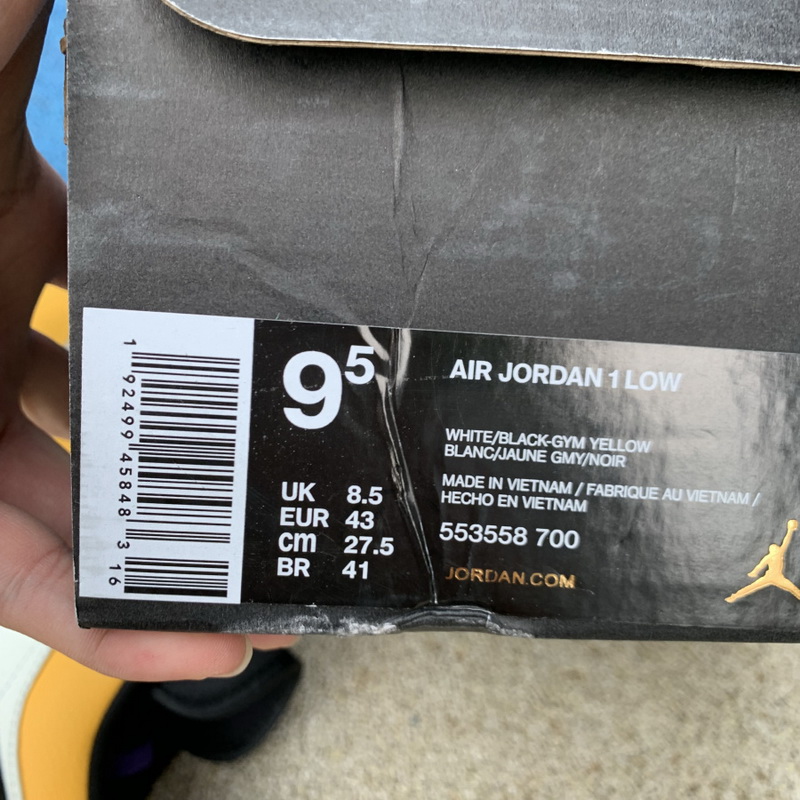 1 92499 45848 3 16
9⁵
UK 8.5
EUR 43
cm 27.5
BR 41
AIR JORDAN 1 LOW
WHITE/BLACK-GYM YELLOW
BLANC/JAUNE GMY/NOIR
MADE IN VIETNAM / FABRIQUE AU VIETNAM /
HECHO EN VIETNAM
553558 700
JORDAN.COM